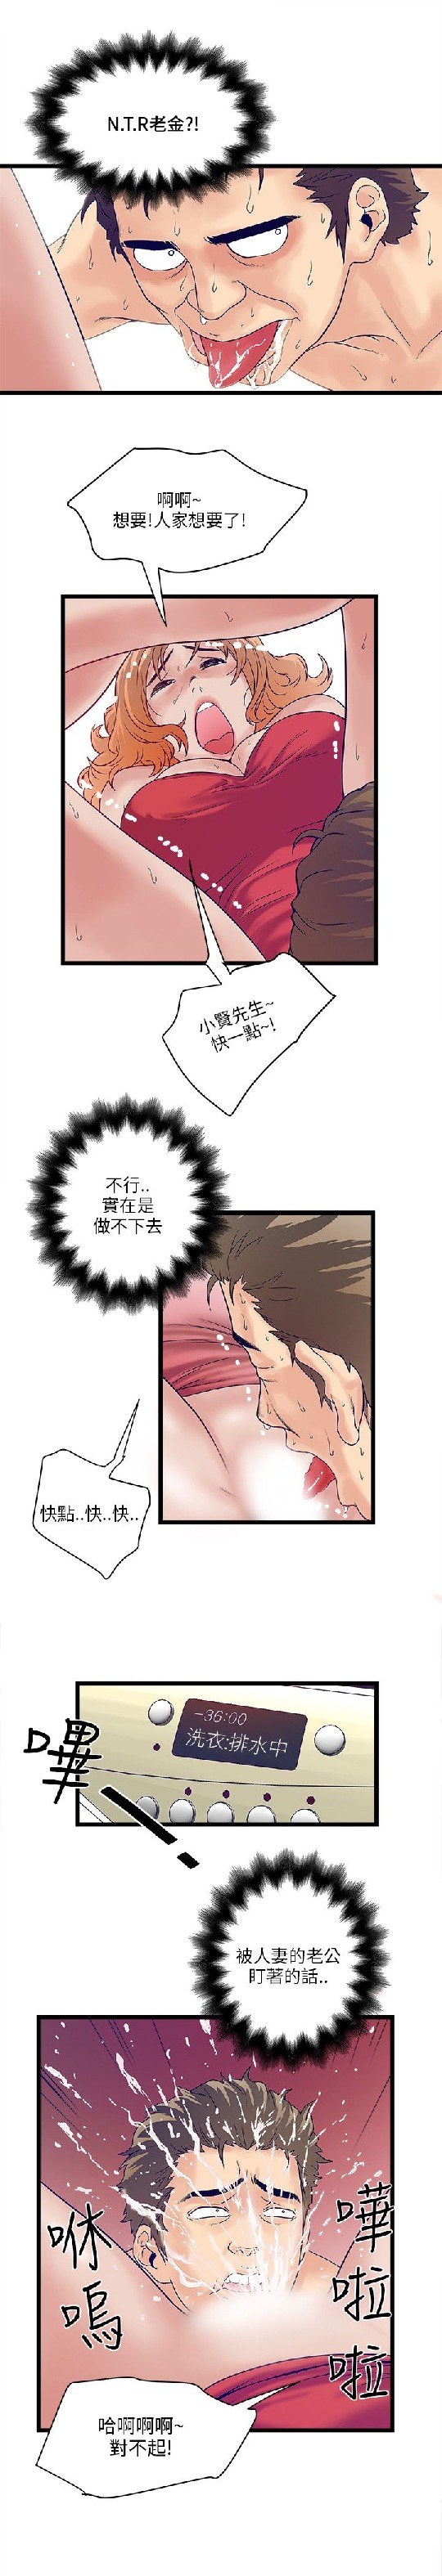 N.T.R老金?!
啊啊~
想要!人家想要了!
小賢先生~
快一點~!
不行..
實在是
做不下去
快點..快..快..
-36:00
洗衣:排水中
嗶
被人妻的老公
盯著的話..
咻
嗚
嘩
啦
啦
哈啊啊啊~
對不起!